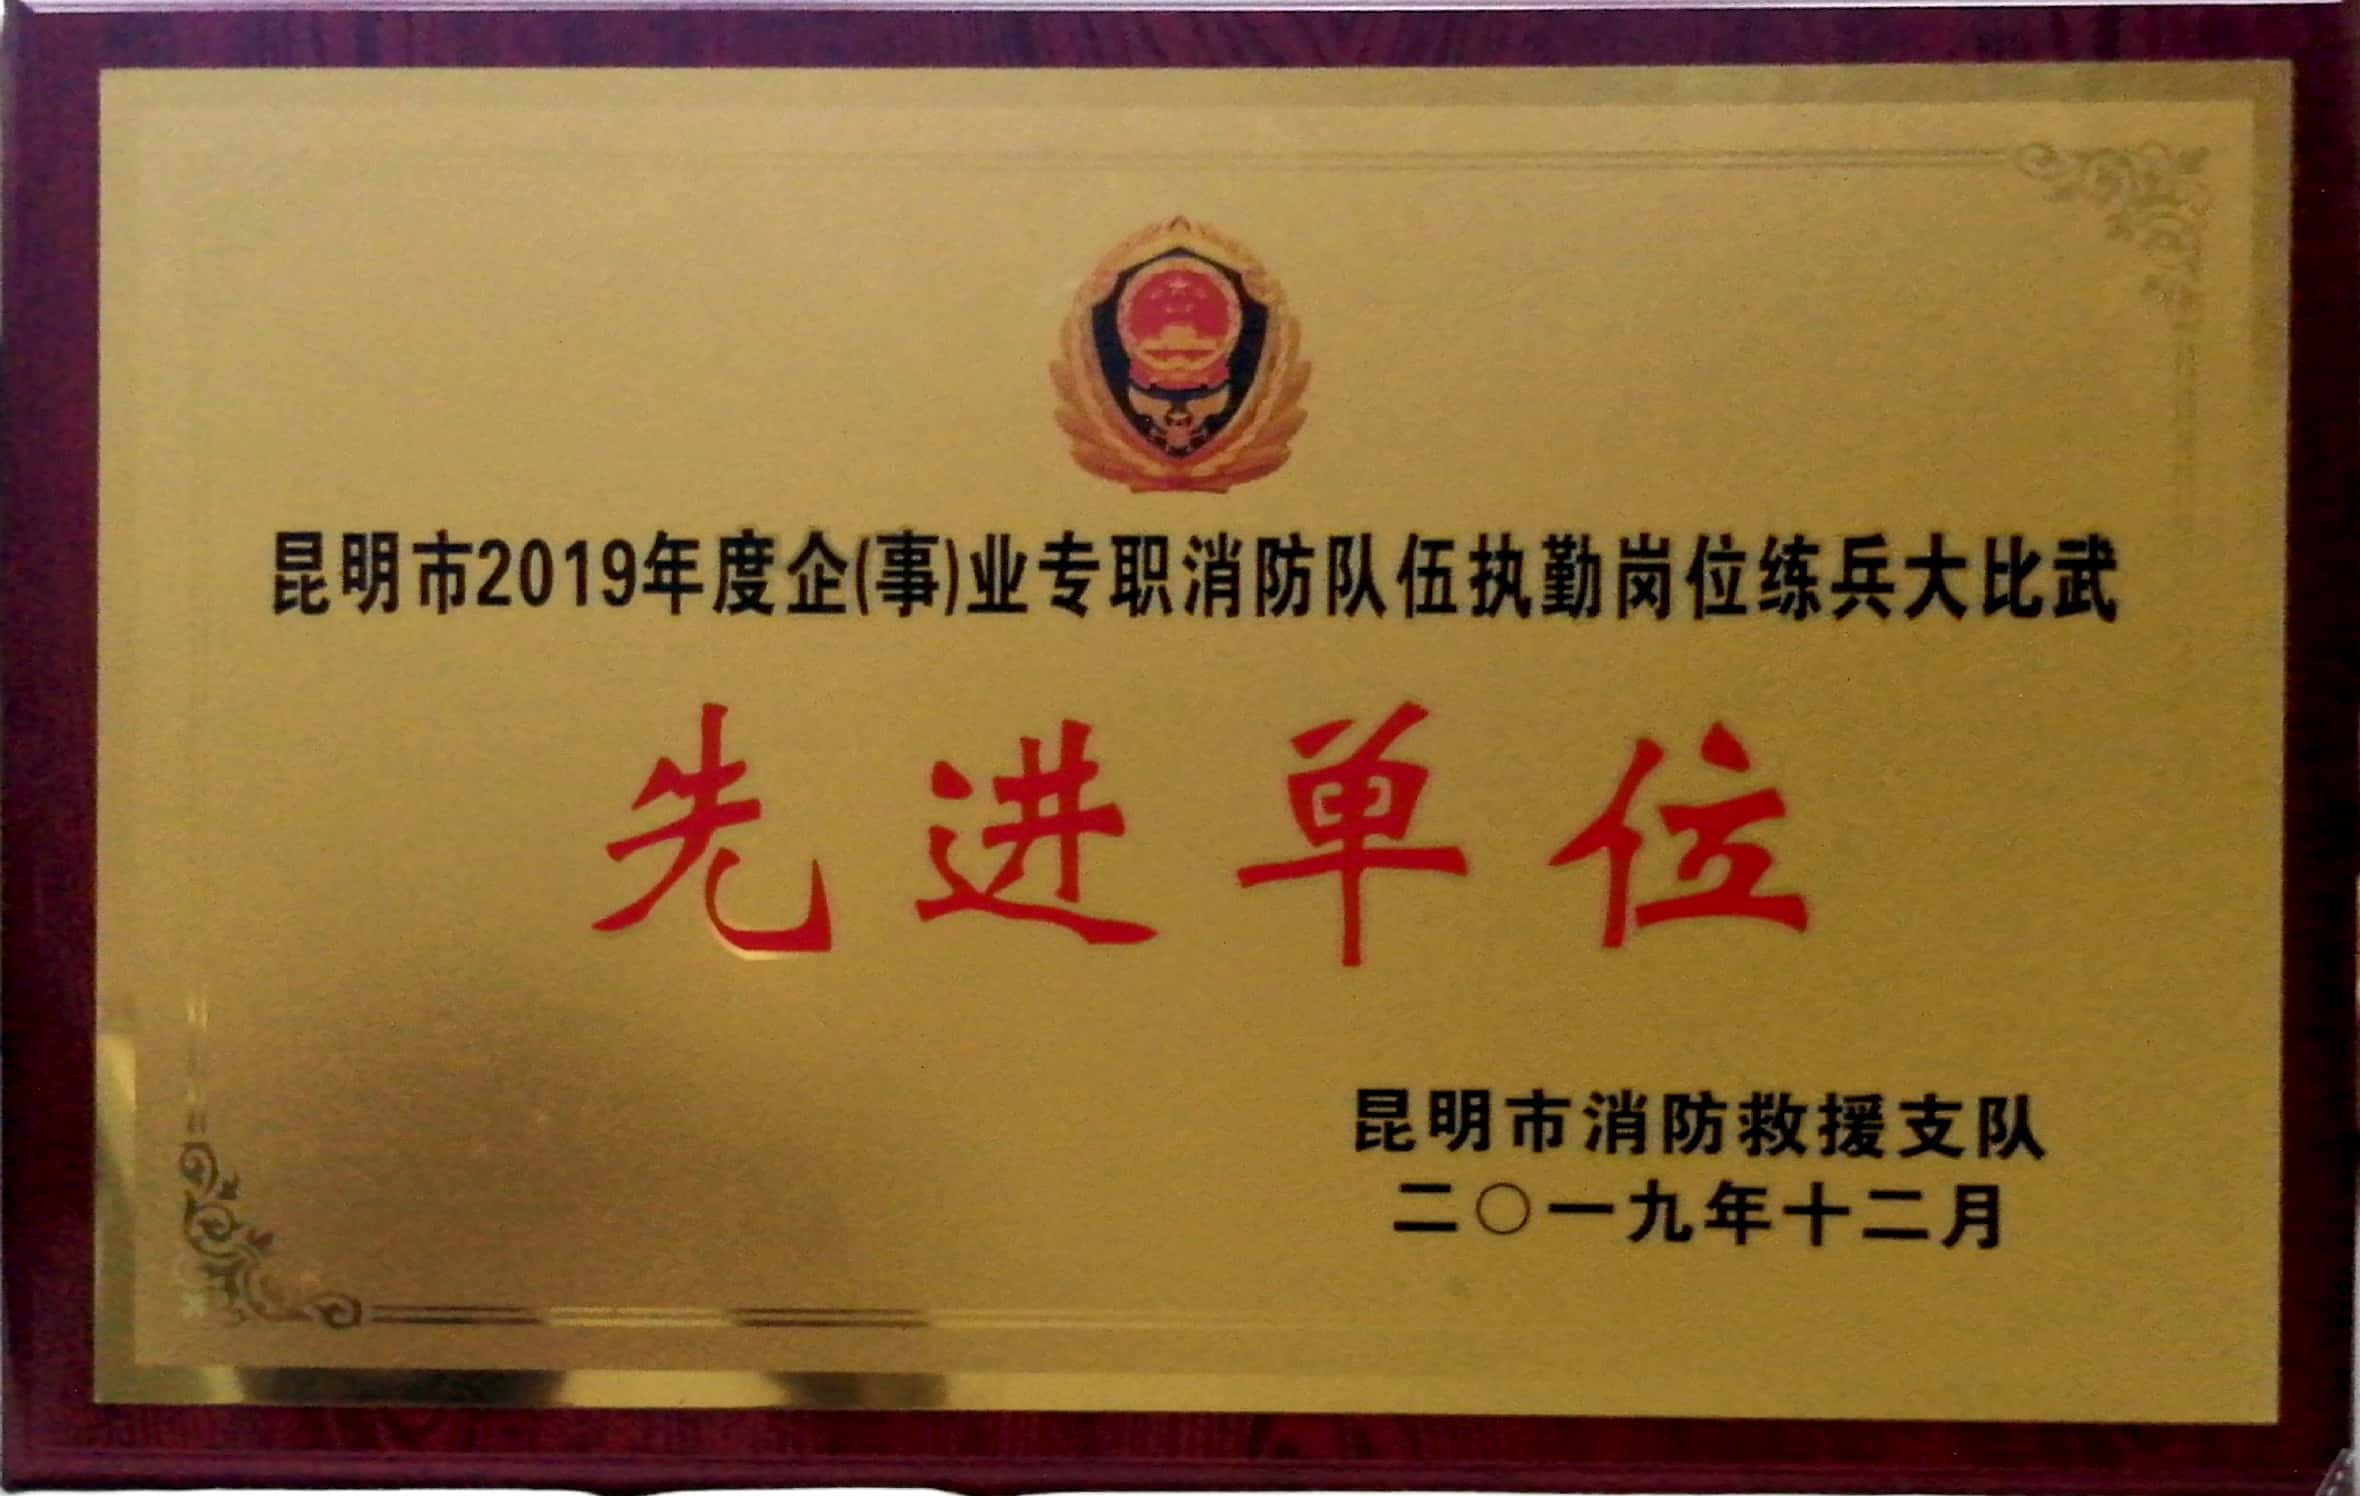 昆明市2019年度企(事)业专职消防队伍执勤岗位练兵大比武
先进单位
昆明市消防救援支队
二〇一九年十二月